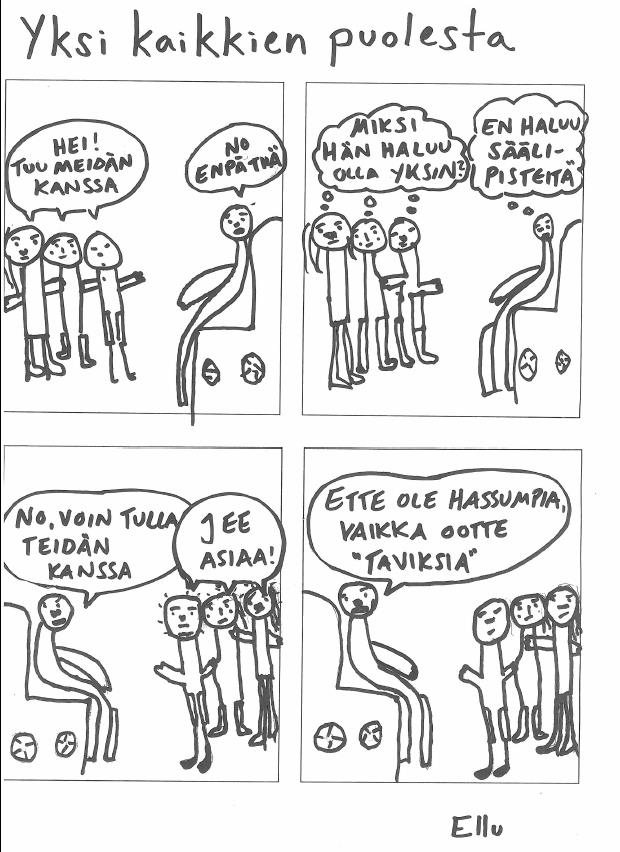 Yksi kaikkien puolesta
HEI!
TUU MEIDÄN
KANSSA
NO
ENPÄ TIIÄ
MIKSI
HÄN HALUU
OLLA YKSIN?
EN HALUU
SÄÄLI-
PISTEITÄ
NO, VOIN TULLA
TEIDÄN
KANSSA
JEE
ASIAA!
ETTE OLE HASSUMPIA,
VAIKKA OOTTE
"TAVIKSIA"
Ellu